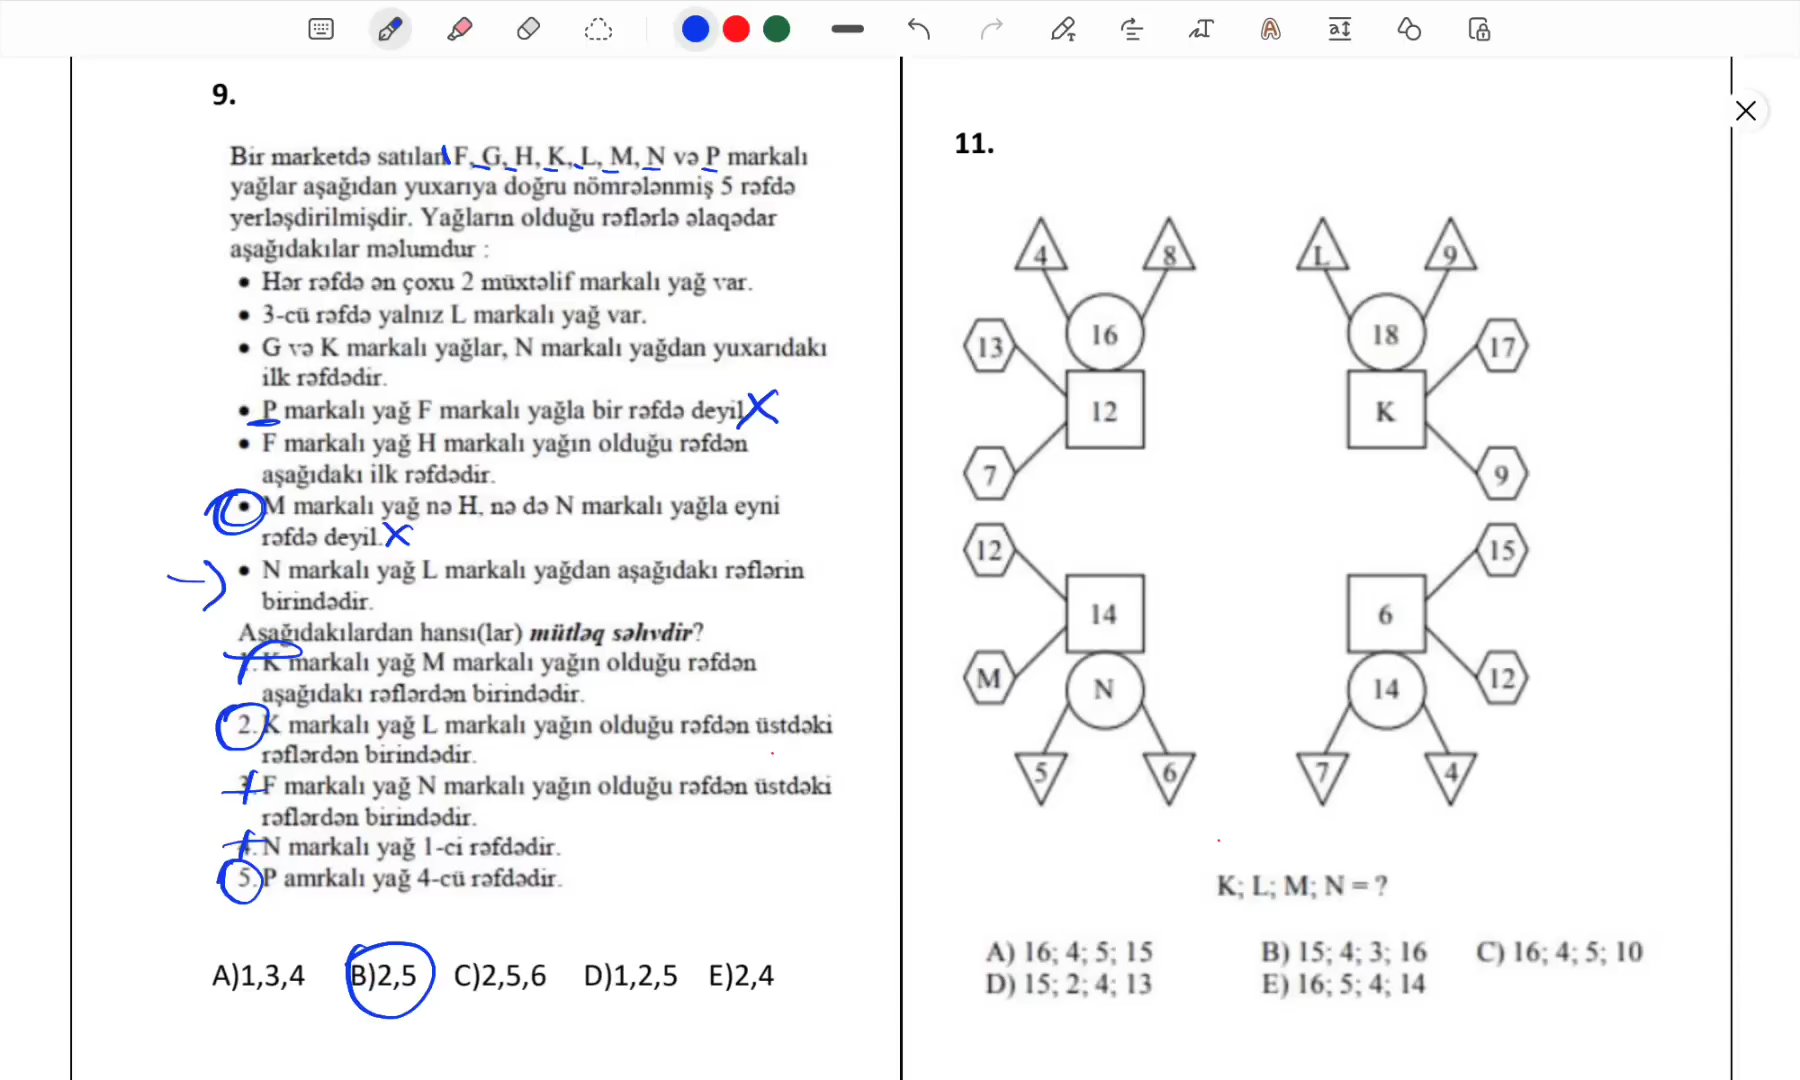 9.
Bir marketdə satılan F, G, H, K, L, M, N və P markalı
yağlar aşağıdan yuxarıya doğru nömrələnmiş 5 rəfdə
yerləşdirilmişdir. Yağların olduğu rəflərlə əlaqədar
aşağıdakılar məlumdur :
• Hər rəfdə ən çoxu 2 müxtəlif markalı yağ var.
• 3-cü rəfdə yalnız L markalı yağ var.
• G və K markalı yağlar, N markalı yağdan yuxarıdakı
ilk rəfdədir.
• P markalı yağ F markalı yağla bir rəfdə deyil
• F markalı yağ H markalı yağın olduğu rəfdən
aşağıdakı ilk rəfdədir.
• M markalı yağ nə H, nə də N markalı yağla eyni
rəfdə deyil.
• N markalı yağ L markalı yağdan aşağıdakı rəflərin
birindədir.
Aşağıdakılardan hansı(lar) mütləq səhvdir?
1. K markalı yağ M markalı yağın olduğu rəfdən
aşağıdakı rəflərdən birindədir.
2. K markalı yağ L markalı yağın olduğu rəfdən üstdəki
rəflərdən birindədir.
3. F markalı yağ N markalı yağın olduğu rəfdən üstdəki
rəflərdən birindədir.
4. N markalı yağ 1-ci rəfdədir.
5. P amrkalı yağ 4-cü rəfdədir.
A)1,3,4 B)2,5 C)2,5,6 D)1,2,5 E)2,4
11.
4 8 L 9
16 18
13 17
12 K
7 9
12 15
14 6
M 12
N 14
5 6 7 4
K; L; M; N = ?
A) 16; 4; 5; 15 B) 15; 4; 3; 16 C) 16; 4; 5; 10
D) 15; 2; 4; 13 E) 16; 5; 4; 14